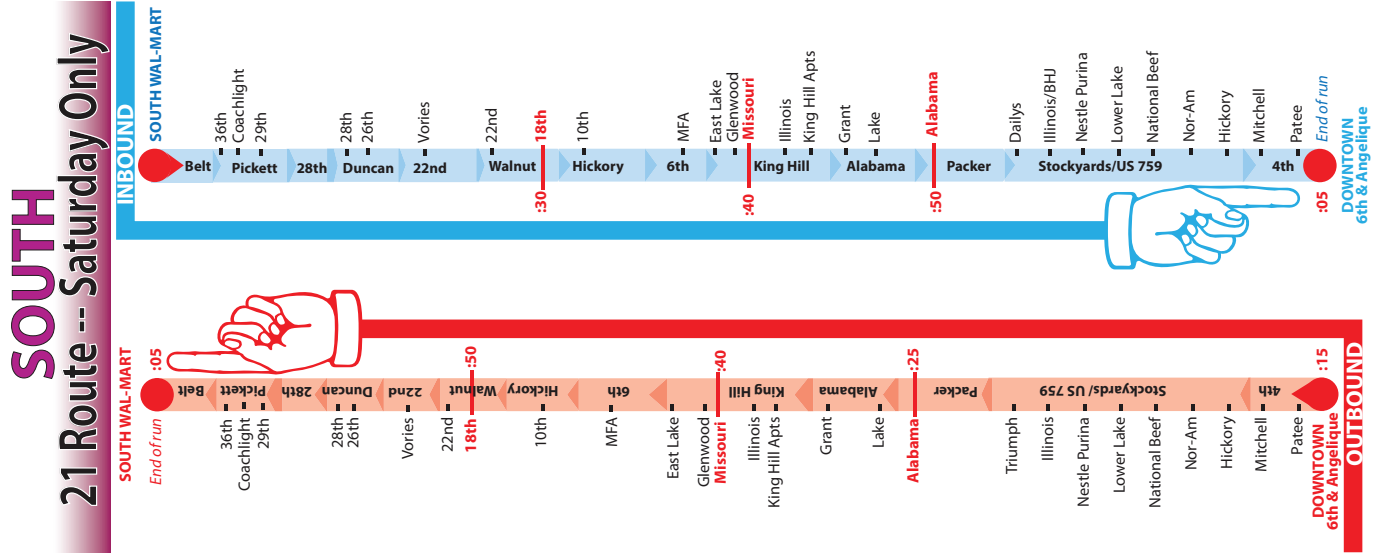 SOUTH
21 Route -- Saturday Only
INBOUND
SOUTH WAL-MART
36th
Coachlight
29th
28th
26th
Vories
22nd
18th
10th
MFA
East Lake
Glenwood
Missouri
Illinois
King Hill Apts
Grant
Lake
Alabama
Dailys
Illinois/BHJ
Nestle Purina
Lower Lake
National Beef
Nor-Am
Hickory
Mitchell
Patee
End of run
Belt
Pickett
28th
Duncan
22nd
Walnut
Hickory
6th
King Hill
Alabama
Packer
Stockyards/US 759
4th
:30
:40
:50
:05
DOWNTOWN
6th & Angelique
SOUTH WAL-MART
:05
:50
:40
:25
:15
End of run
Belt
Pickett
28th
Duncan
22nd
Walnut
Hickory
6th
King Hill
Alabama
Packer
Stockyards/ US 759
4th
36th
Coachlight
29th
28th
26th
Vories
22nd
18th
10th
MFA
East Lake
Glenwood
Missouri
Illinois
King Hill Apts
Grant
Lake
Alabama
Triumph
Illinois
Nestle Purina
Lower Lake
National Beef
Nor-Am
Hickory
Mitchell
Patee
DOWNTOWN
6th & Angelique
OUTBOUND